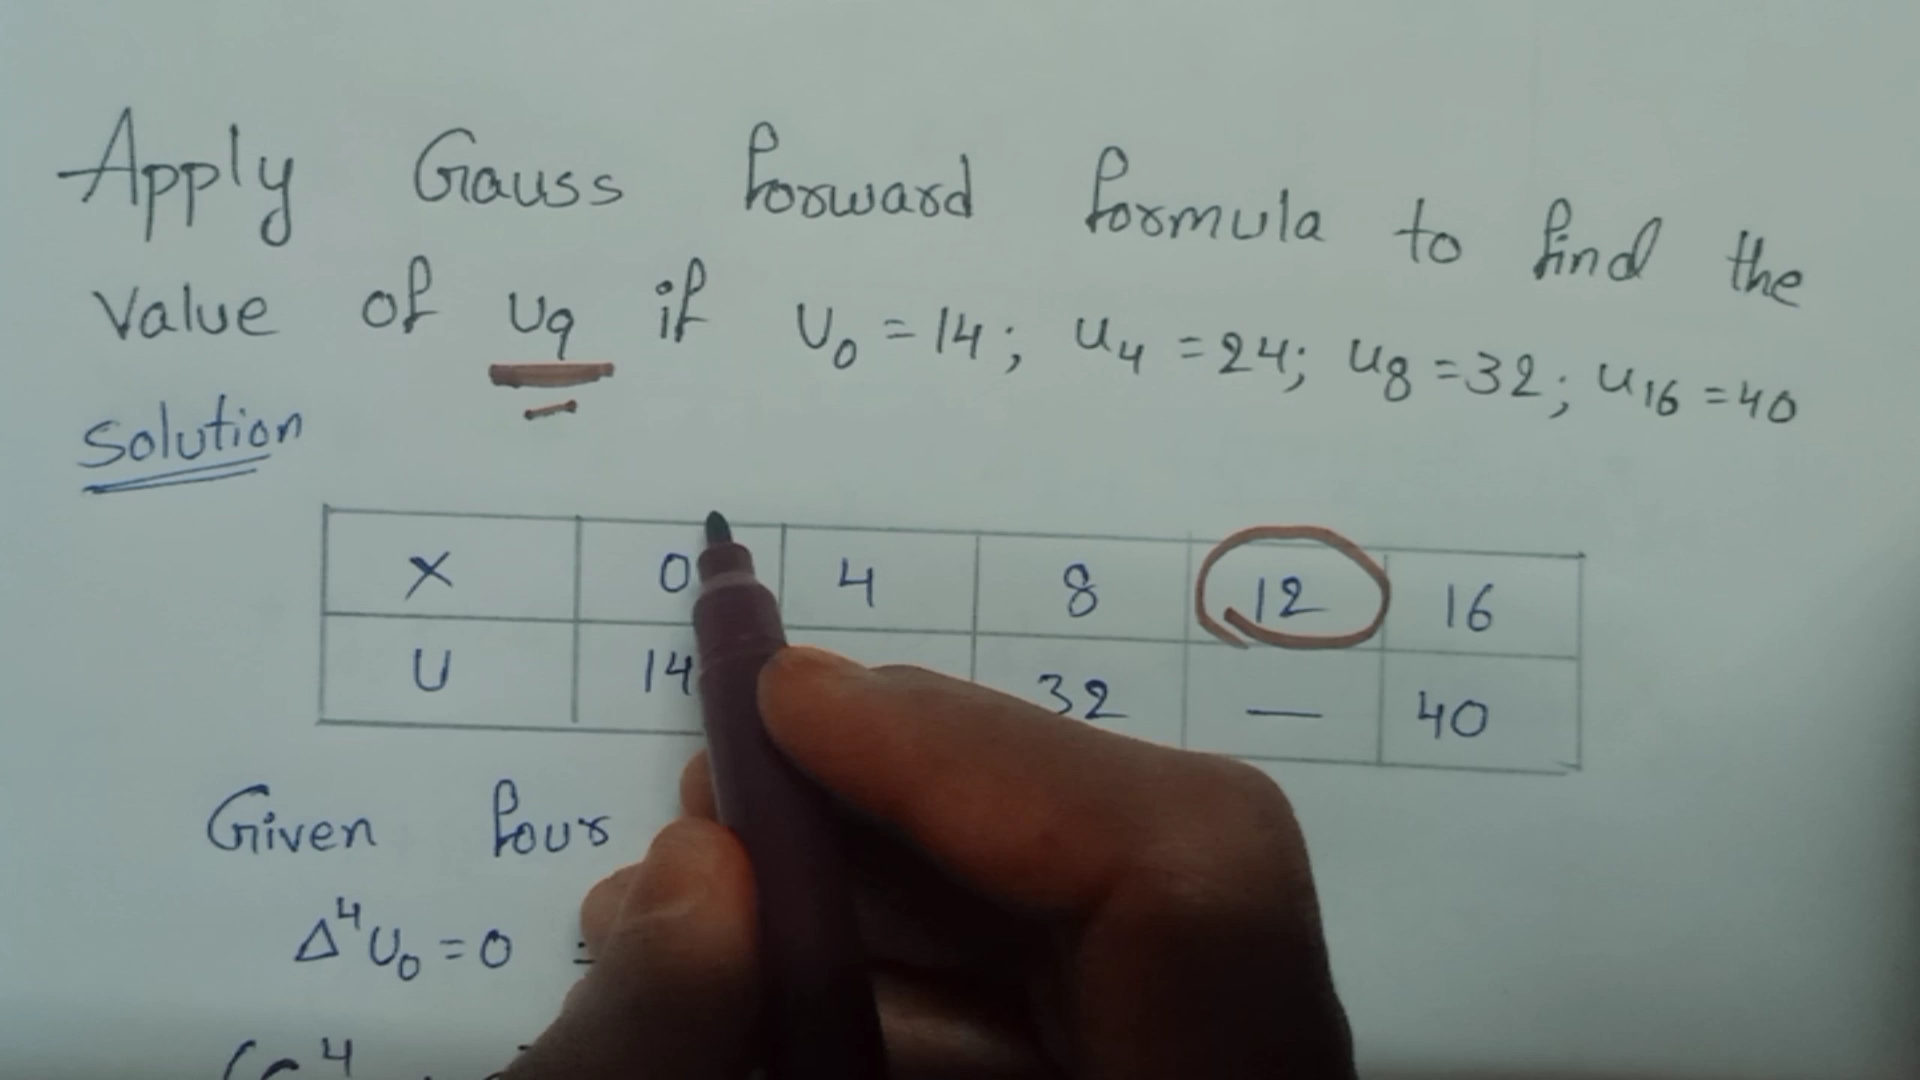 Apply Gauss forward formula to find the
value of u9 if U0 = 14; u4 = 24; u8 = 32; u16 = 40
Solution
X 0 4 8 12 16
U 14 32 — 40
Given four
Δ⁴U0 = 0 =